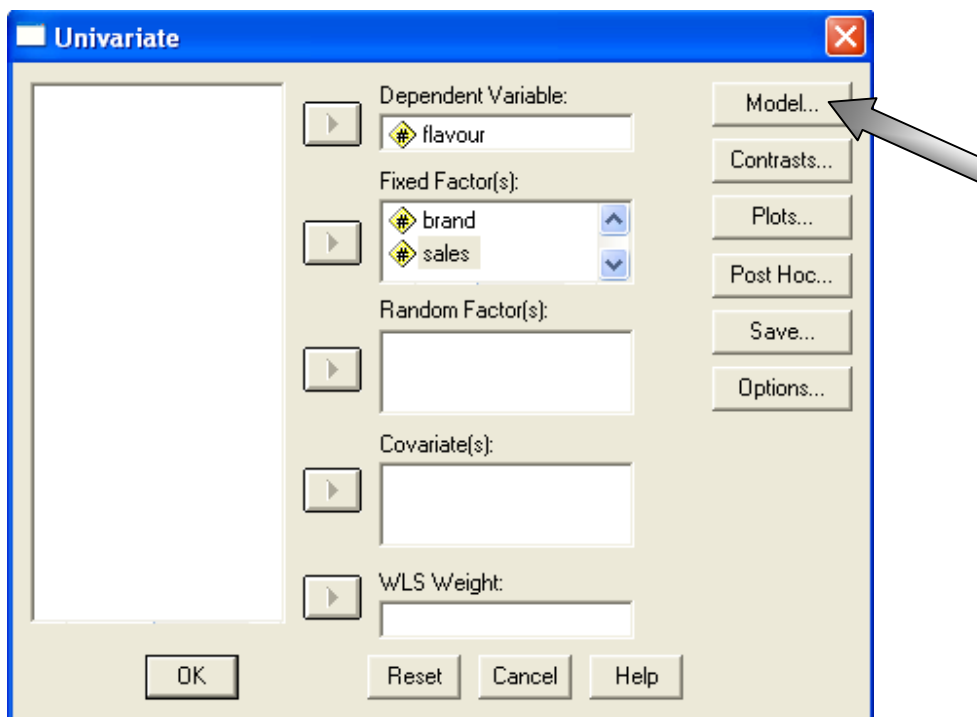 Univariate
Dependent Variable:
# flavour
Fixed Factor(s):
# brand
# sales
Random Factor(s):
Covariate(s):
WLS Weight:
Model...
Contrasts...
Plots...
Post Hoc...
Save...
Options...
OK
Reset
Cancel
Help